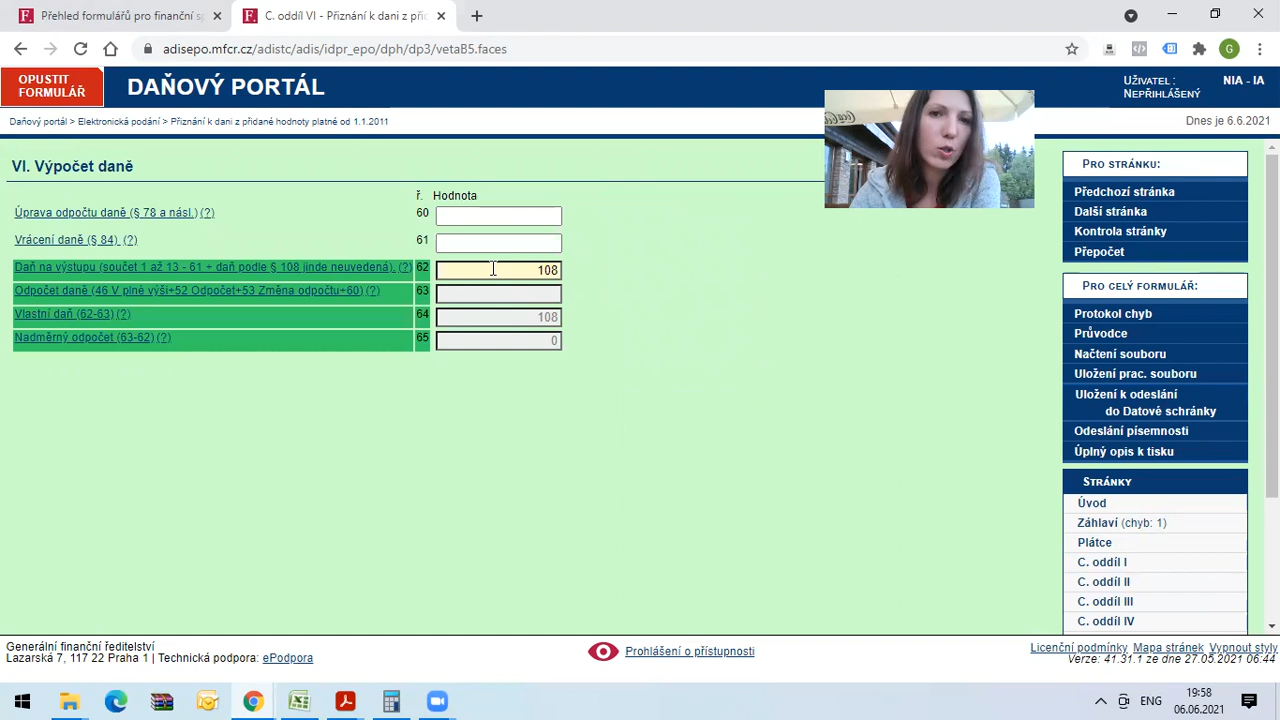 Přehled formulářů pro finanční s
C. oddíl VI - Přiznání k dani z při
adisepo.mfcr.cz/adistc/adis/idpr_epo/dph/dp3/vetaB5.faces
G
OPUSTIT
FORMULÁŘ
DAŇOVÝ PORTÁL
UŽIVATEL :
NEPŘIHLÁŠENÝ
NIA - IA
Daňový portál > Elektronická podání > Přiznání k dani z přidané hodnoty platné od 1.1.2011
Dnes je 6.6.2021
VI. Výpočet daně
ř. Hodnota
Úprava odpočtu daně (§ 78 a násl.) (?) 60
Vrácení daně (§ 84) (?) 61
Daň na výstupu (součet 1 až 13 - 61 + daň podle § 108 jinde neuvedená). (?) 62 108
Odpočet daně (46 V plné výši+52 Odpočet+53 Změna odpočtu+60) (?) 63
Vlastní daň (62-63) (?) 64 108
Nadměrný odpočet (63-62) (?) 65 0
PRO STRÁNKU:
Předchozí stránka
Další stránka
Kontrola stránky
Přepočet
PRO CELÝ FORMULÁŘ:
Protokol chyb
Průvodce
Načtení souboru
Uložení prac. souboru
Uložení k odeslání
do Datové schránky
Odeslání písemnosti
Úplný opis k tisku
STRÁNKY
Úvod
Záhlaví (chyb: 1)
Plátce
C. oddíl I
C. oddíl II
C. oddíl III
C. oddíl IV
Generální finanční ředitelství
Lazarská 7, 117 22 Praha 1 | Technická podpora: ePodpora
Prohlášení o přístupnosti
Licenční podmínky Mapa stránek Vypnout styly
Verze: 41.31.1 ze dne 27.05.2021 06:44
ENG
19:58
06.06.2021